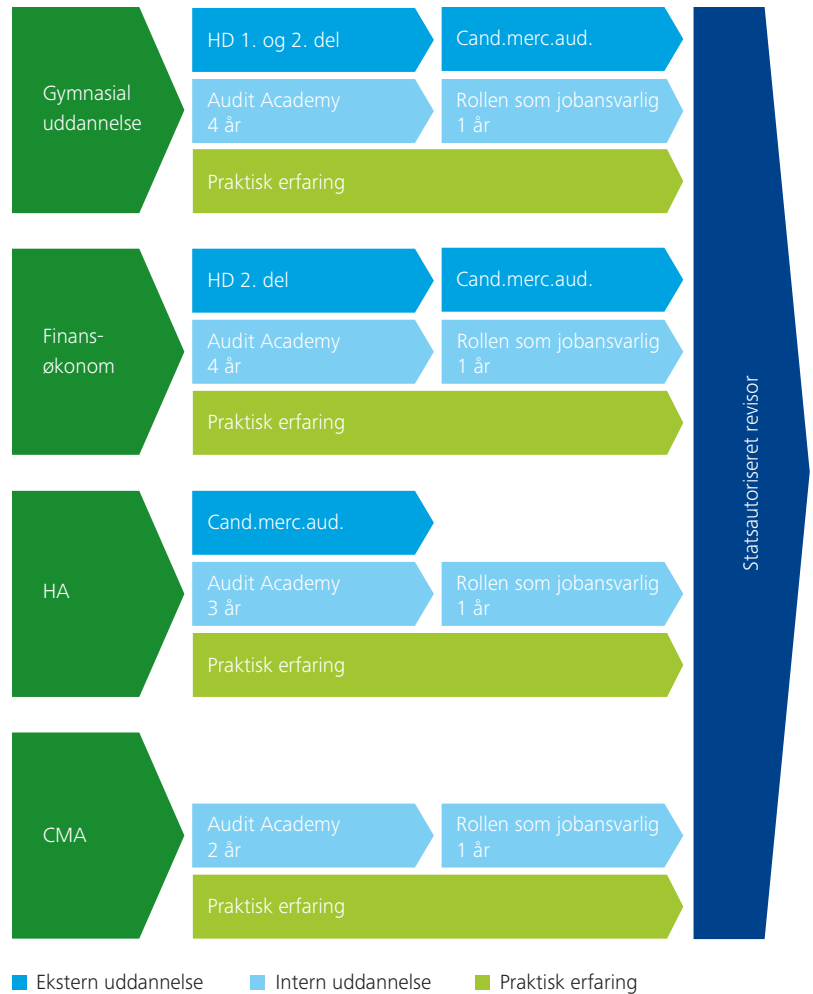 Gymnasial
uddannelse
HD 1. og 2. del
Cand.merc.aud.
Audit Academy
4 år
Rollen som jobansvarlig
1 år
Praktisk erfaring
Finans-
økonom
HD 2. del
Cand.merc.aud.
Audit Academy
4 år
Rollen som jobansvarlig
1 år
Praktisk erfaring
HA
Cand.merc.aud.
Audit Academy
3 år
Rollen som jobansvarlig
1 år
Praktisk erfaring
CMA
Audit Academy
2 år
Rollen som jobansvarlig
1 år
Praktisk erfaring
Statsautoriseret revisor
Ekstern uddannelse
Intern uddannelse
Praktisk erfaring